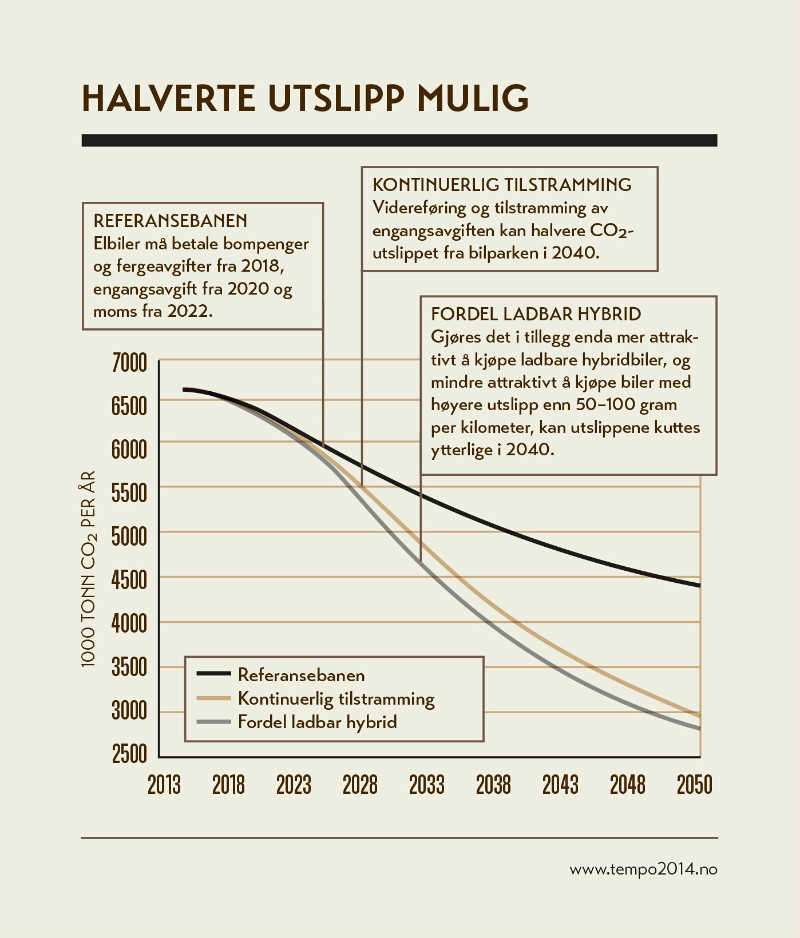 HALVERTE UTSLIPP MULIG
REFERANSEBANEN
Elbiler må betale bompenger
og fergeavgifter fra 2018,
engangsavgift fra 2020 og
moms fra 2022.
KONTINUERLIG TILSTRAMMING
Videreføring og tilstramming av
engangsavgiften kan halvere CO2-
utslippet fra bilparken i 2040.
FORDEL LADBAR HYBRID
Gjøres det i tillegg enda mer attrak-
tivt å kjøpe ladbare hybridbiler, og
mindre attraktivt å kjøpe biler med
høyere utslipp enn 50–100 gram
per kilometer, kan utslippene kuttes
ytterlige i 2040.
1000 TONN CO2 PER ÅR
7000
6500
6000
5500
5000
4500
4000
3500
3000
2500
Referansebanen
Kontinuerlig tilstramming
Fordel ladbar hybrid
2013 2018 2023 2028 2033 2038 2043 2048 2050
www.tempo2014.no